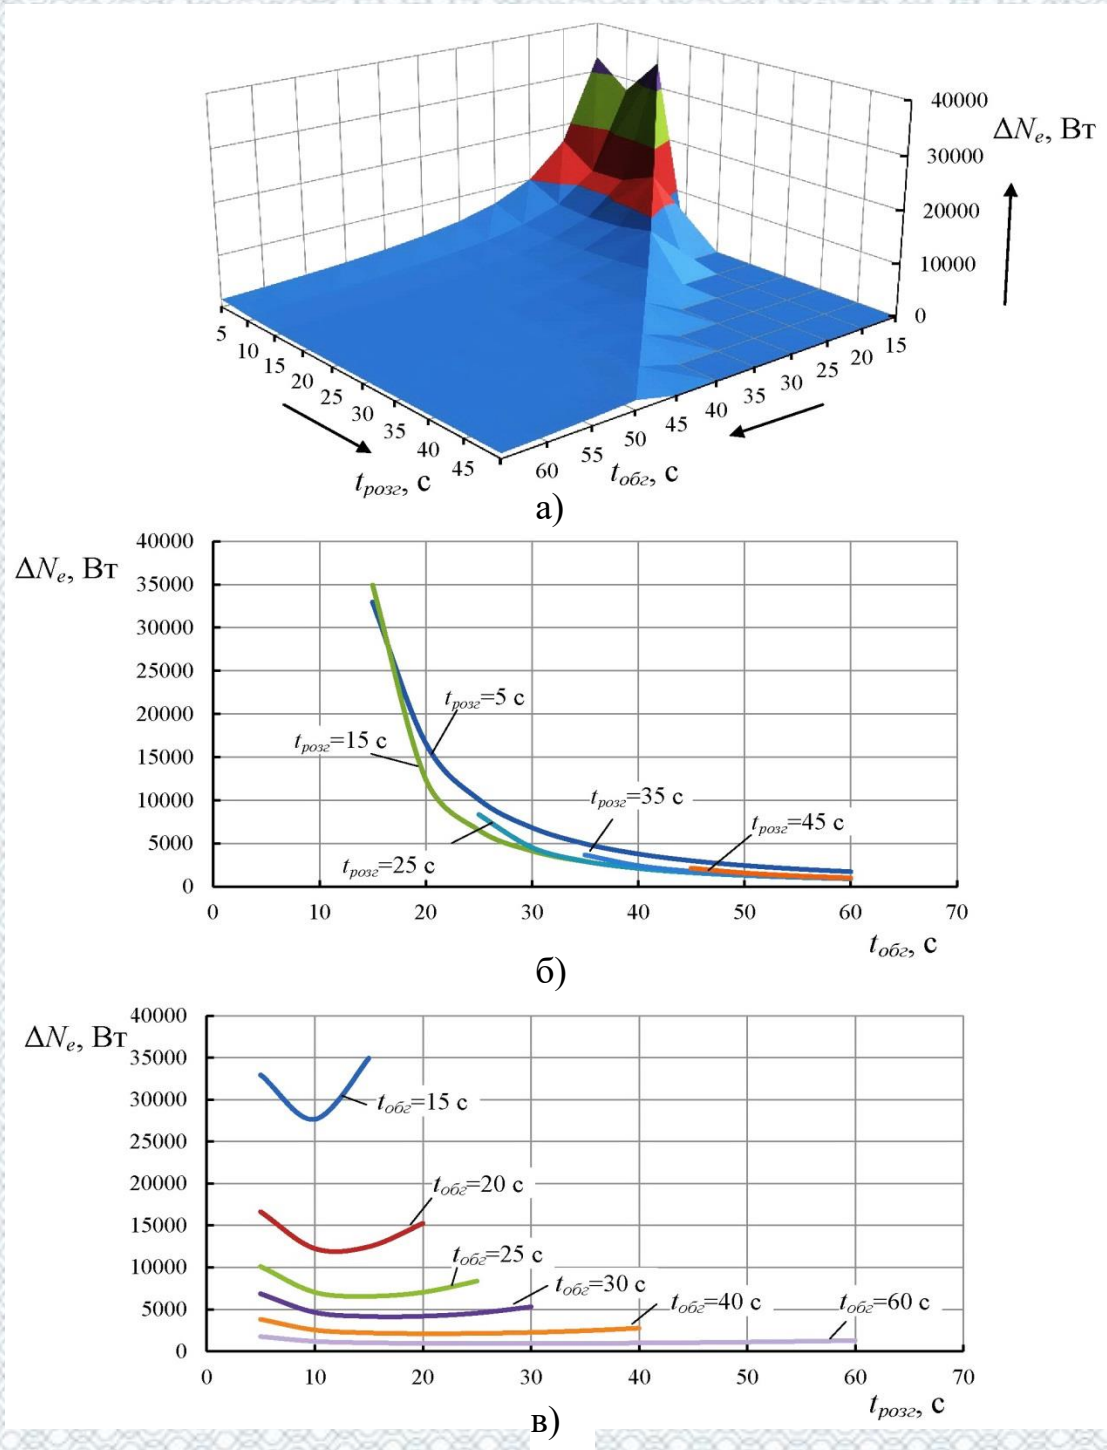 40000
ΔNₑ, Вт
30000
20000
10000
0
5
10
15
20
25
30
35
40
45
15
20
25
30
35
40
45
50
55
60
tрозг, с
tобг, с
а)
ΔNₑ, Вт
40000
35000
30000
25000
20000
15000
10000
5000
0
tрозг=5 с
tрозг=15 с
tрозг=35 с
tрозг=45 с
tрозг=25 с
0 10 20 30 40 50 60 70
tобг, с
б)
ΔNₑ, Вт
40000
35000
30000
25000
20000
15000
10000
5000
0
tобг=15 с
tобг=20 с
tобг=25 с
tобг=30 с
tобг=40 с
tобг=60 с
0 10 20 30 40 50 60 70
tрозг, с
в)